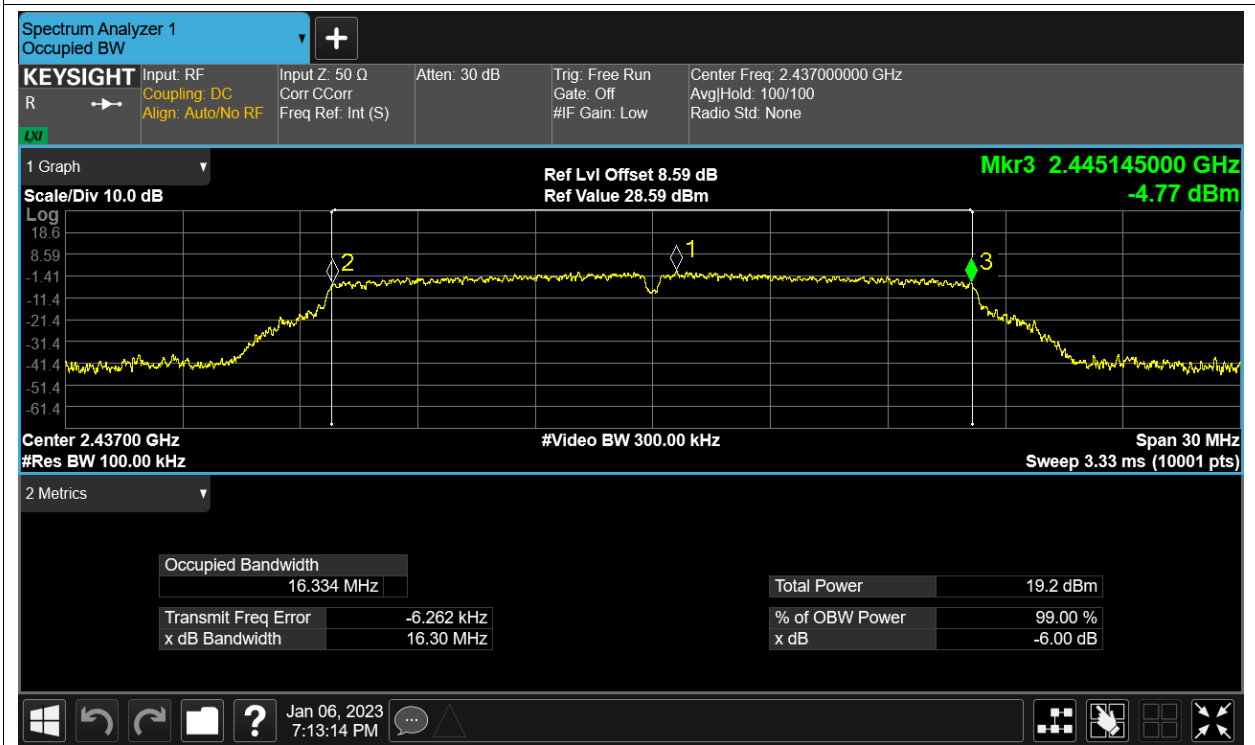 Spectrum Analyzer 1
Occupied BW
KEYSIGHT
R
LXI
Input: RF
Coupling: DC
Align: Auto/No RF
Input Z: 50 Ω
Corr CCorr
Freq Ref: Int (S)
Atten: 30 dB
Trig: Free Run
Gate: Off
#IF Gain: Low
Center Freq: 2.437000000 GHz
Avg|Hold: 100/100
Radio Std: None
1 Graph
Scale/Div 10.0 dB
Ref Lvl Offset 8.59 dB
Ref Value 28.59 dBm
Mkr3 2.445145000 GHz
-4.77 dBm
Log
18.6
8.59
-1.41
-11.4
-21.4
-31.4
-41.4
-51.4
-61.4
2
1
3
Center 2.43700 GHz
#Res BW 100.00 kHz
#Video BW 300.00 kHz
Span 30 MHz
Sweep 3.33 ms (10001 pts)
2 Metrics
Occupied Bandwidth
16.334 MHz
Transmit Freq Error -6.262 kHz
x dB Bandwidth 16.30 MHz
Total Power 19.2 dBm
% of OBW Power 99.00 %
x dB -6.00 dB
?
Jan 06, 2023
7:13:14 PM